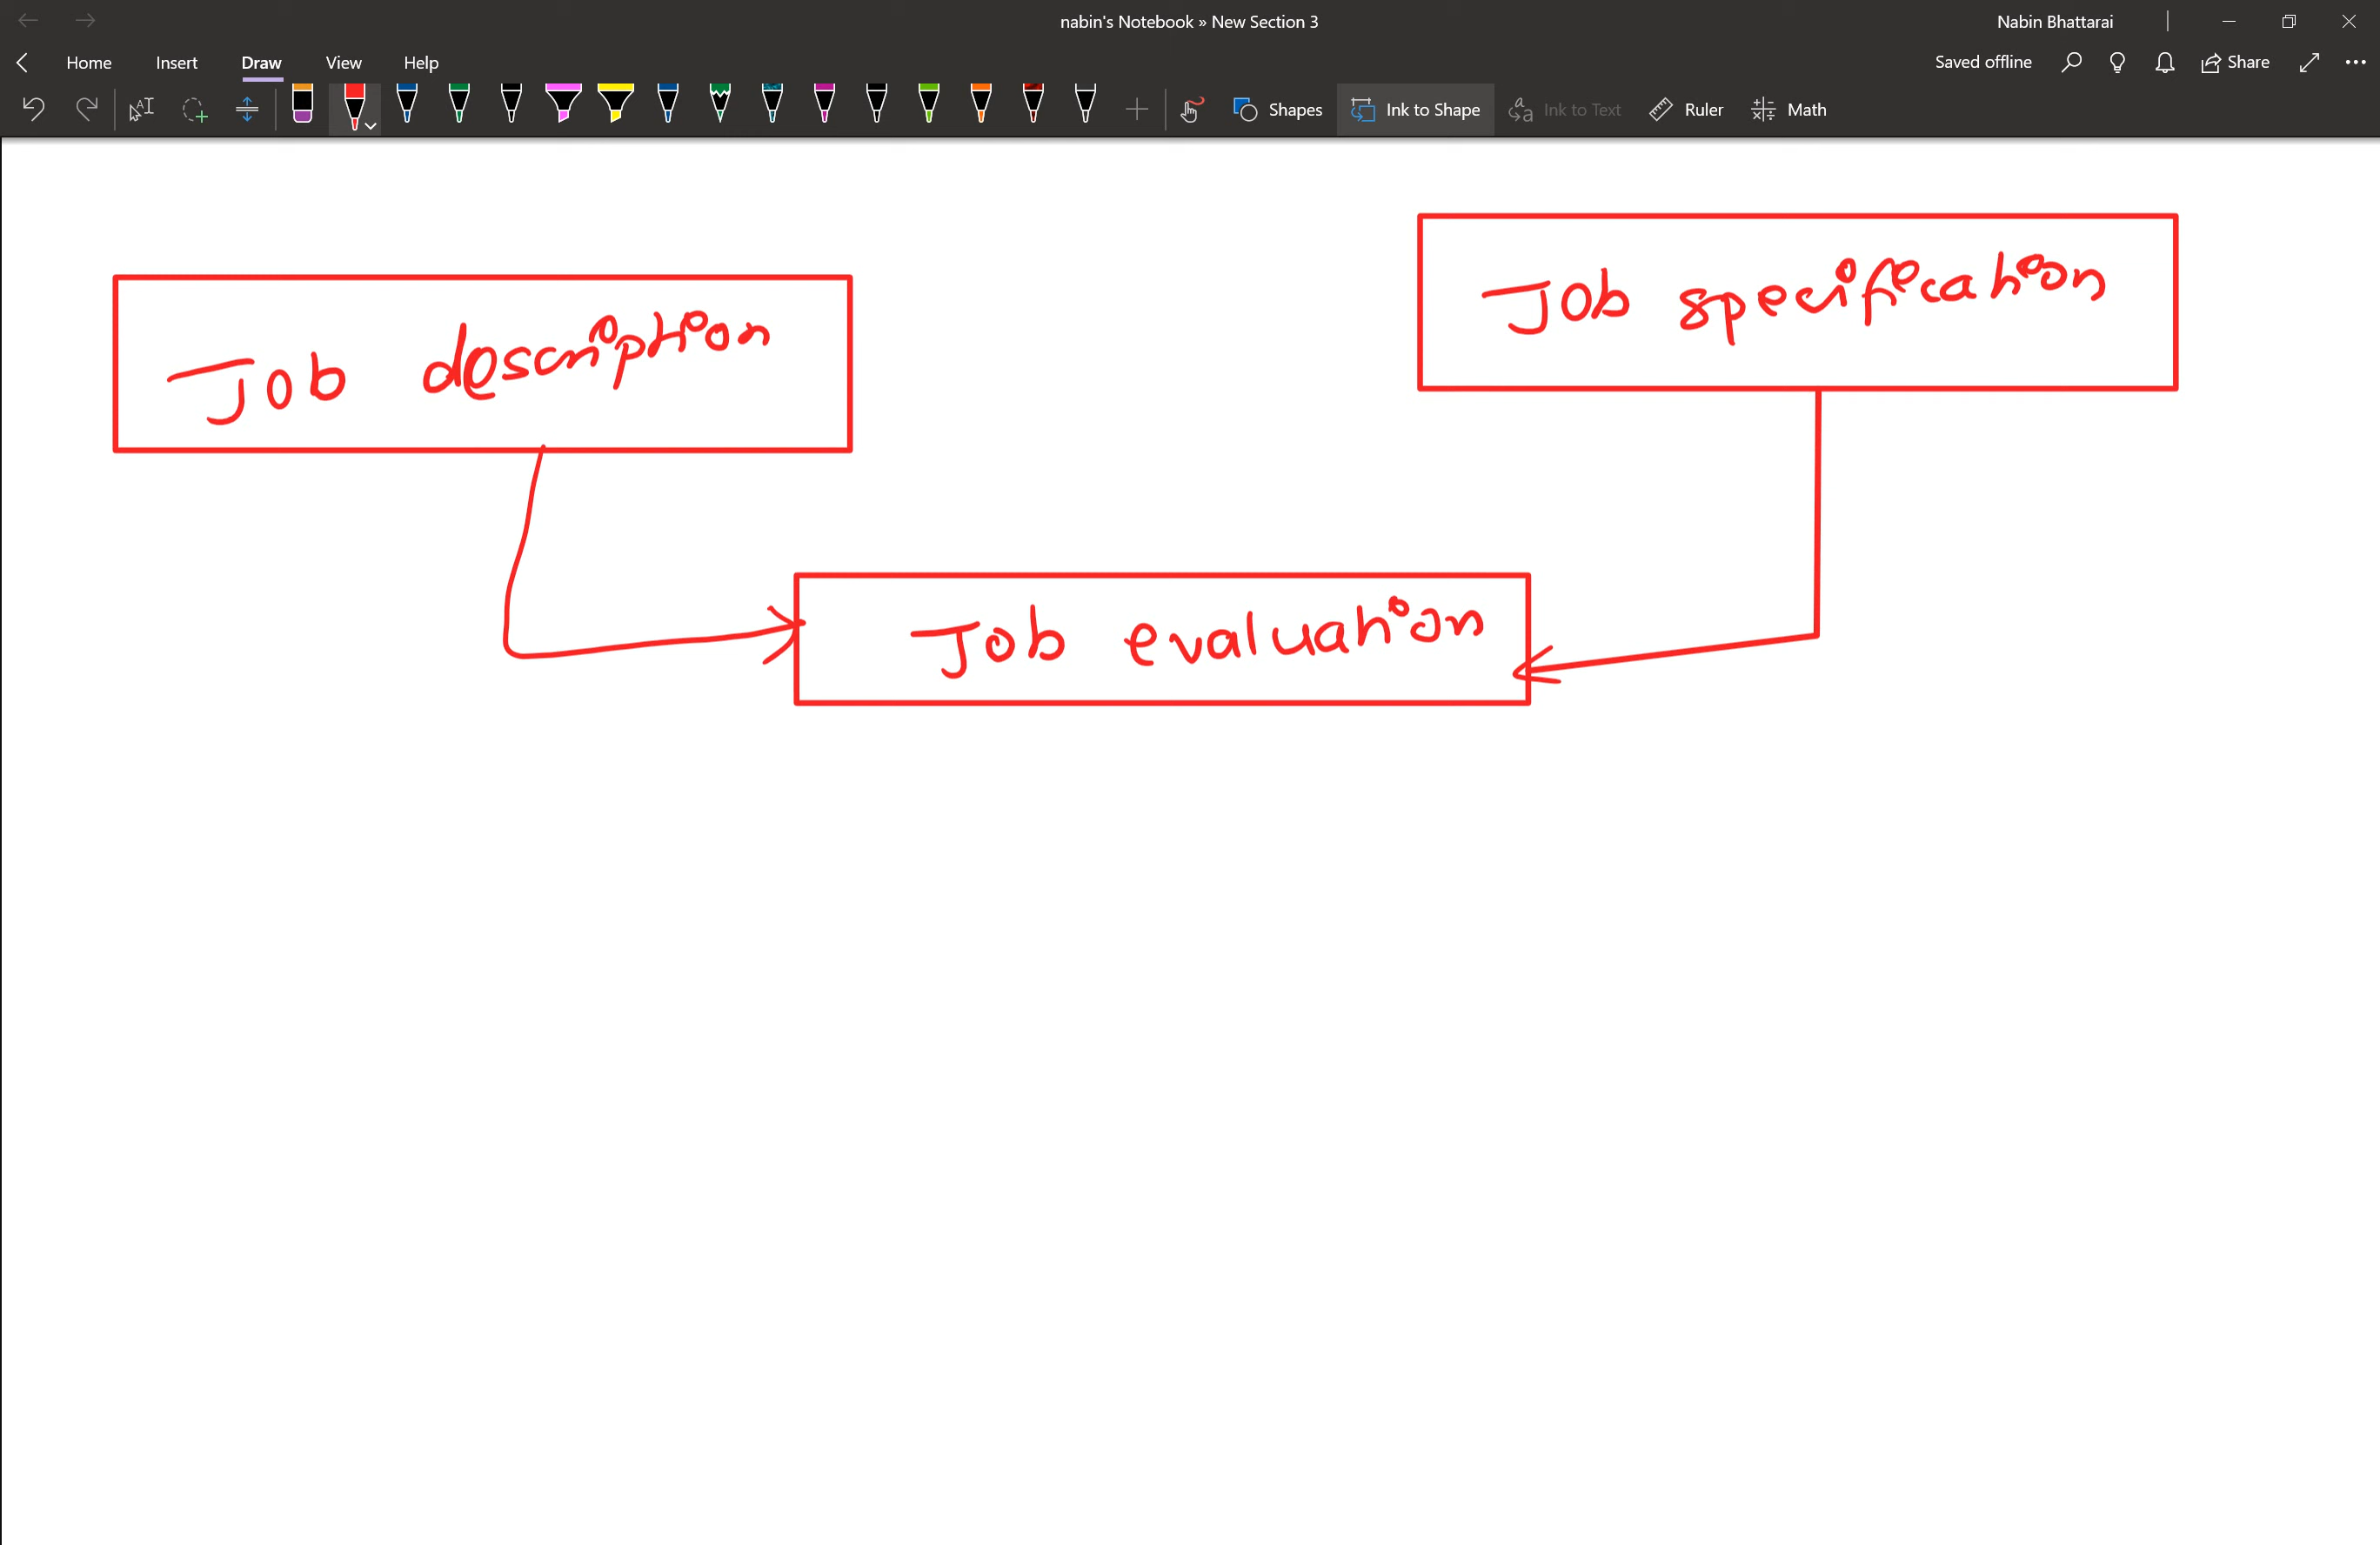 nabin's Notebook » New Section 3
Nabin Bhattarai
Home Insert Draw View Help
Saved offline
Share
Shapes
Ink to Shape
Ink to Text
Ruler
Math
Job description
Job specification
Job evaluation